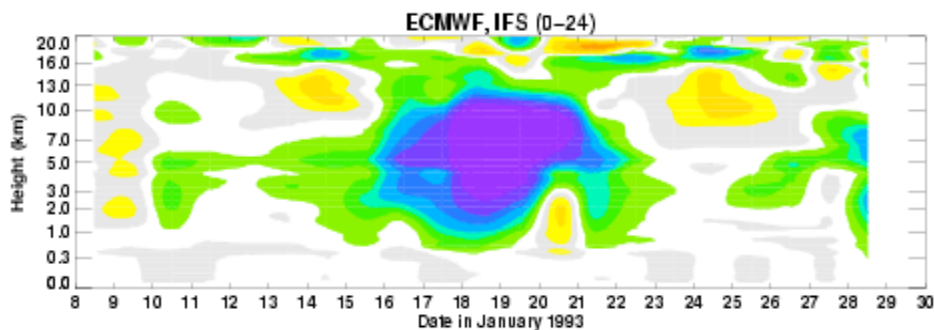 ECMWF, IFS (0–24)
Height (km)
20.0
16.0
13.0
10.0
7.0
5.0
3.0
2.0
1.0
0.3
0.0
8 9 10 11 12 13 14 15 16 17 18 19 20 21 22 23 24 25 26 27 28 29 30
Date in January 1993